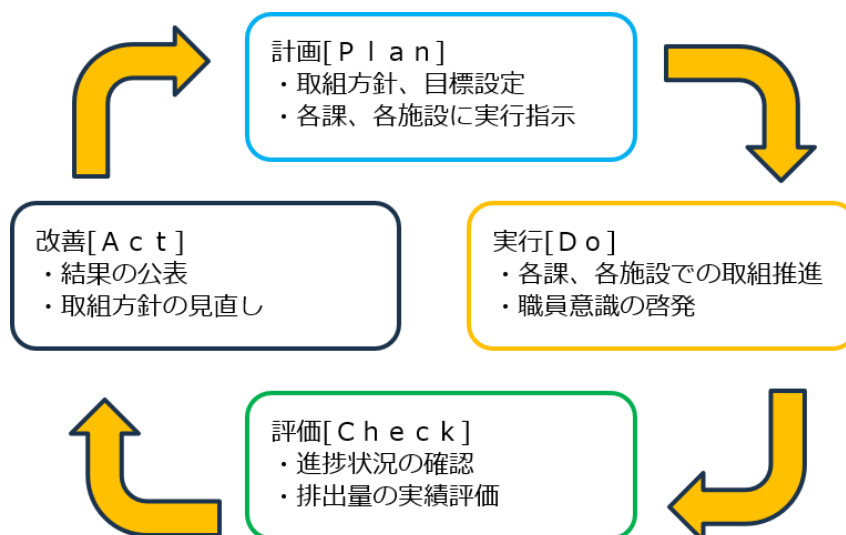 計画[Ｐｌａｎ]
・取組方針、目標設定
・各課、各施設に実行指示
改善[Ａｃｔ]
・結果の公表
・取組方針の見直し
実行[Ｄｏ]
・各課、各施設での取組推進
・職員意識の啓発
評価[Ｃｈｅｃｋ]
・進捗状況の確認
・排出量の実績評価